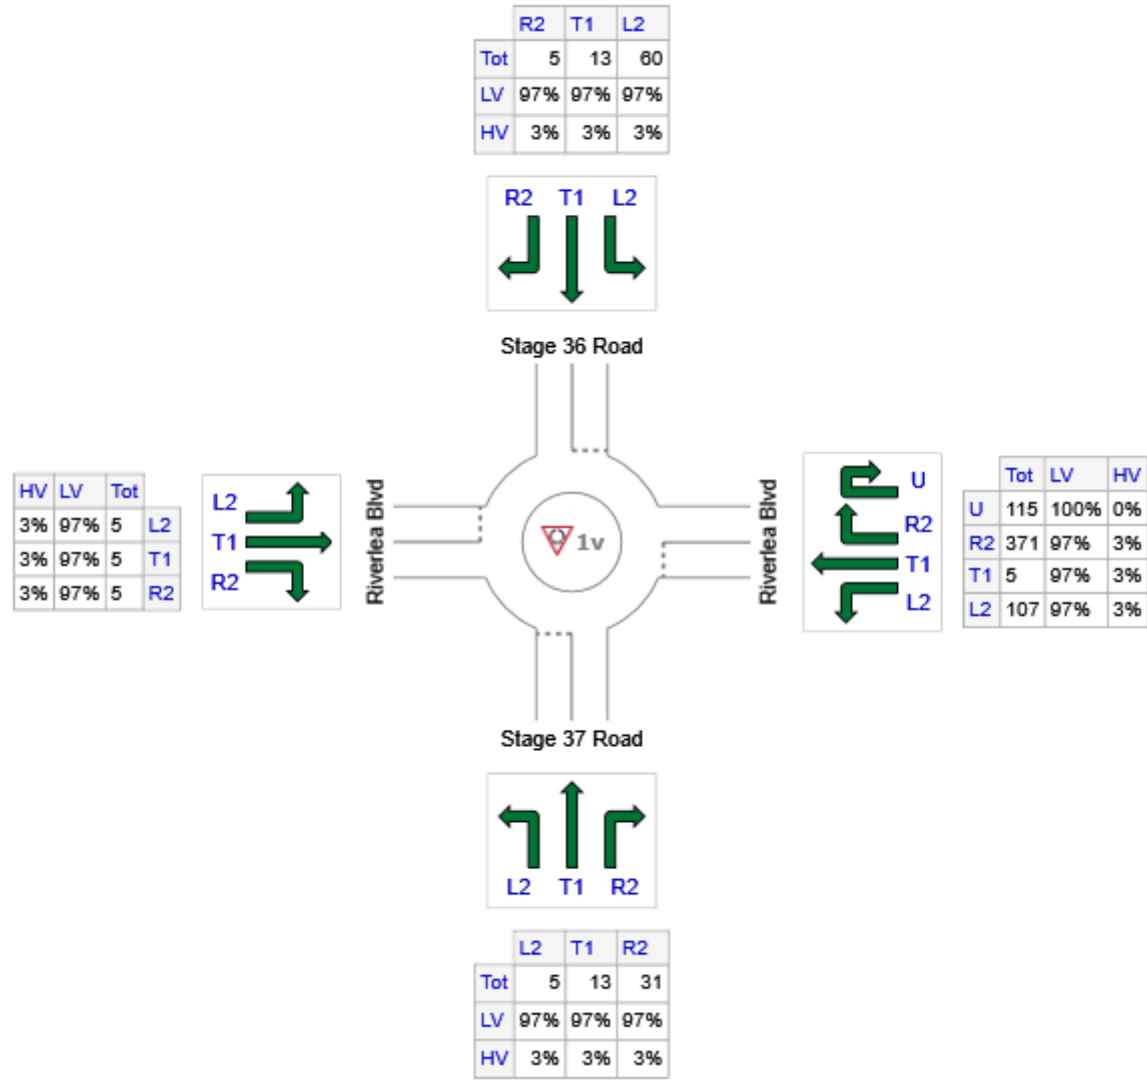 R2 T1 L2
Tot 5 13 60
LV 97% 97% 97%
HV 3% 3% 3%
R2 T1 L2
Stage 36 Road
HV LV Tot
3% 97% 5 L2
3% 97% 5 T1
3% 97% 5 R2
L2
T1
R2
Riverlea Blvd
1v
Riverlea Blvd
U
R2
T1
L2
Tot LV HV
U 115 100% 0%
R2 371 97% 3%
T1 5 97% 3%
L2 107 97% 3%
Stage 37 Road
L2 T1 R2
L2 T1 R2
Tot 5 13 31
LV 97% 97% 97%
HV 3% 3% 3%